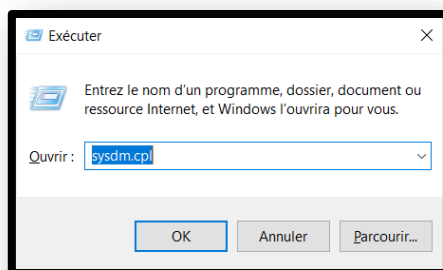 Exécuter
Entrez le nom d'un programme, dossier, document ou
ressource Internet, et Windows l'ouvrira pour vous.
Ouvrir : sysdm.cpl
OK Annuler Parcourir...